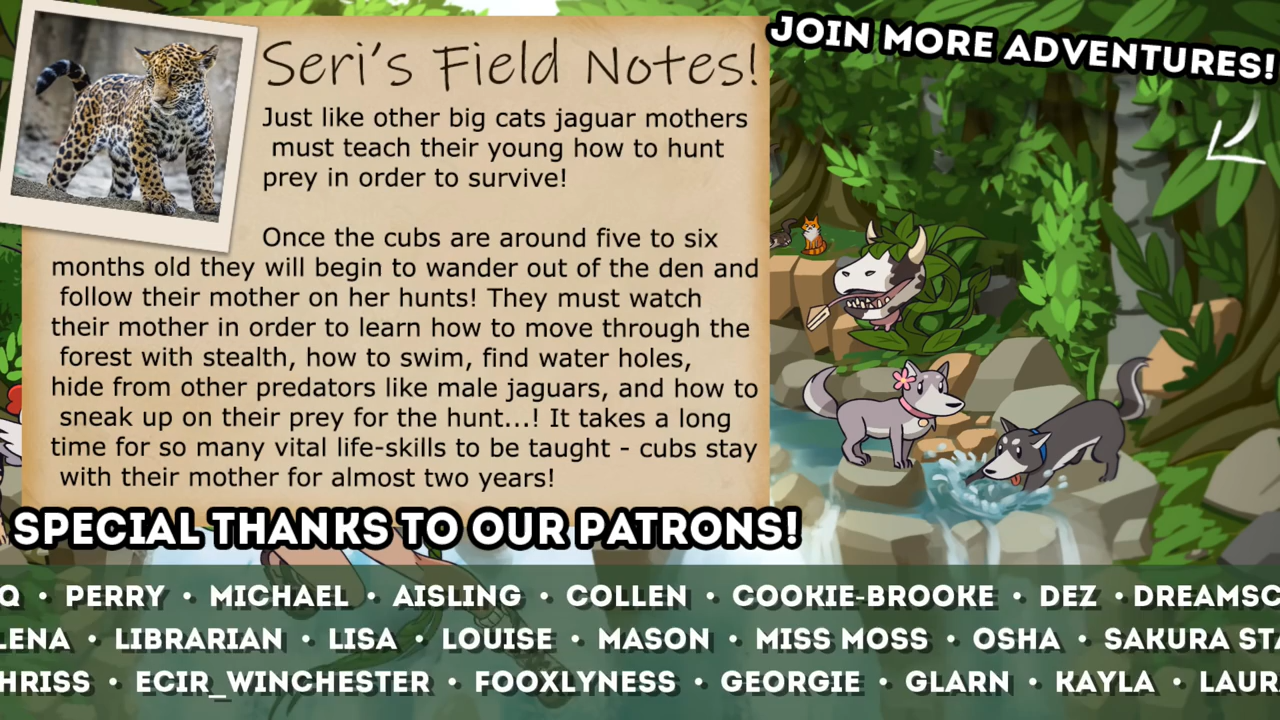 Seri's Field Notes!
JOIN MORE ADVENTURES!
Just like other big cats jaguar mothers
must teach their young how to hunt
prey in order to survive!
Once the cubs are around five to six
months old they will begin to wander out of the den and
follow their mother on her hunts! They must watch
their mother in order to learn how to move through the
forest with stealth, how to swim, find water holes,
hide from other predators like male jaguars, and how to
sneak up on their prey for the hunt...! It takes a long
time for so many vital life-skills to be taught - cubs stay
with their mother for almost two years!
SPECIAL THANKS TO OUR PATRONS!
Q • PERRY • MICHAEL • AISLING • COLLEN • COOKIE-BROOKE • DEZ • DREAMSC
LENA • LIBRARIAN • LISA • LOUISE • MASON • MISS MOSS • OSHA • SAKURA STA
HRISS • ECIR_WINCHESTER • FOOXLYNESS • GEORGIE • GLARN • KAYLA • LAUR